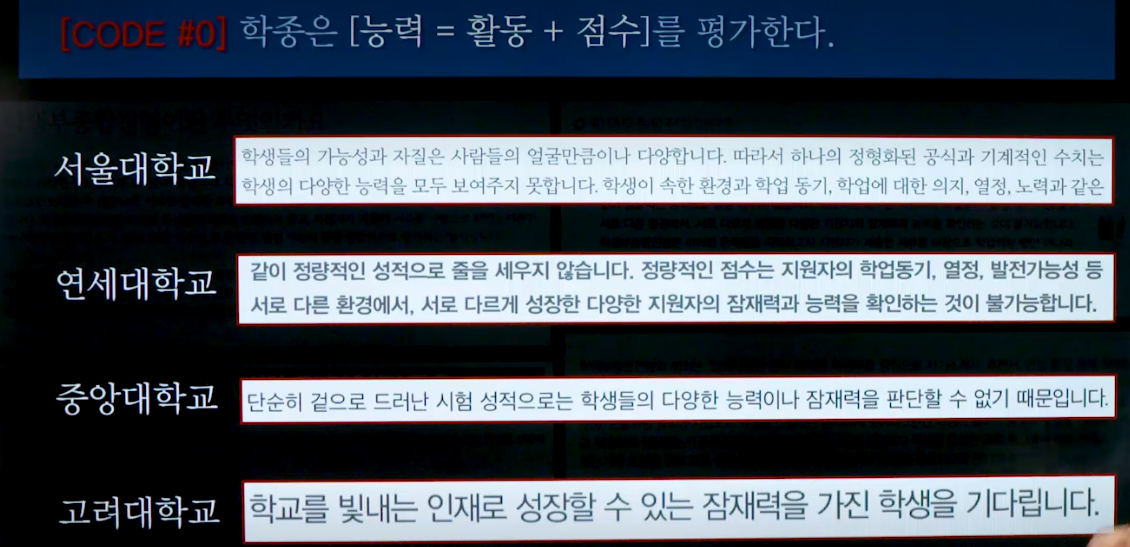 [CODE #0] 학종은 [능력 = 활동 + 점수]를 평가한다.
서울대학교
학생들의 가능성과 자질은 사람들의 얼굴만큼이나 다양합니다. 따라서 하나의 정형화된 공식과 기계적인 수치는
학생의 다양한 능력을 모두 보여주지 못합니다. 학생이 속한 환경과 학업 동기, 학업에 대한 의지, 열정, 노력과 같은
연세대학교
같이 정량적인 성적으로 줄을 세우지 않습니다. 정량적인 점수는 지원자의 학업동기, 열정, 발전가능성 등
서로 다른 환경에서, 서로 다르게 성장한 다양한 지원자의 잠재력과 능력을 확인하는 것이 불가능합니다.
중앙대학교
단순히 겉으로 드러난 시험 성적으로는 학생들의 다양한 능력이나 잠재력을 판단할 수 없기 때문입니다.
고려대학교
학교를 빛내는 인재로 성장할 수 있는 잠재력을 가진 학생을 기다립니다.